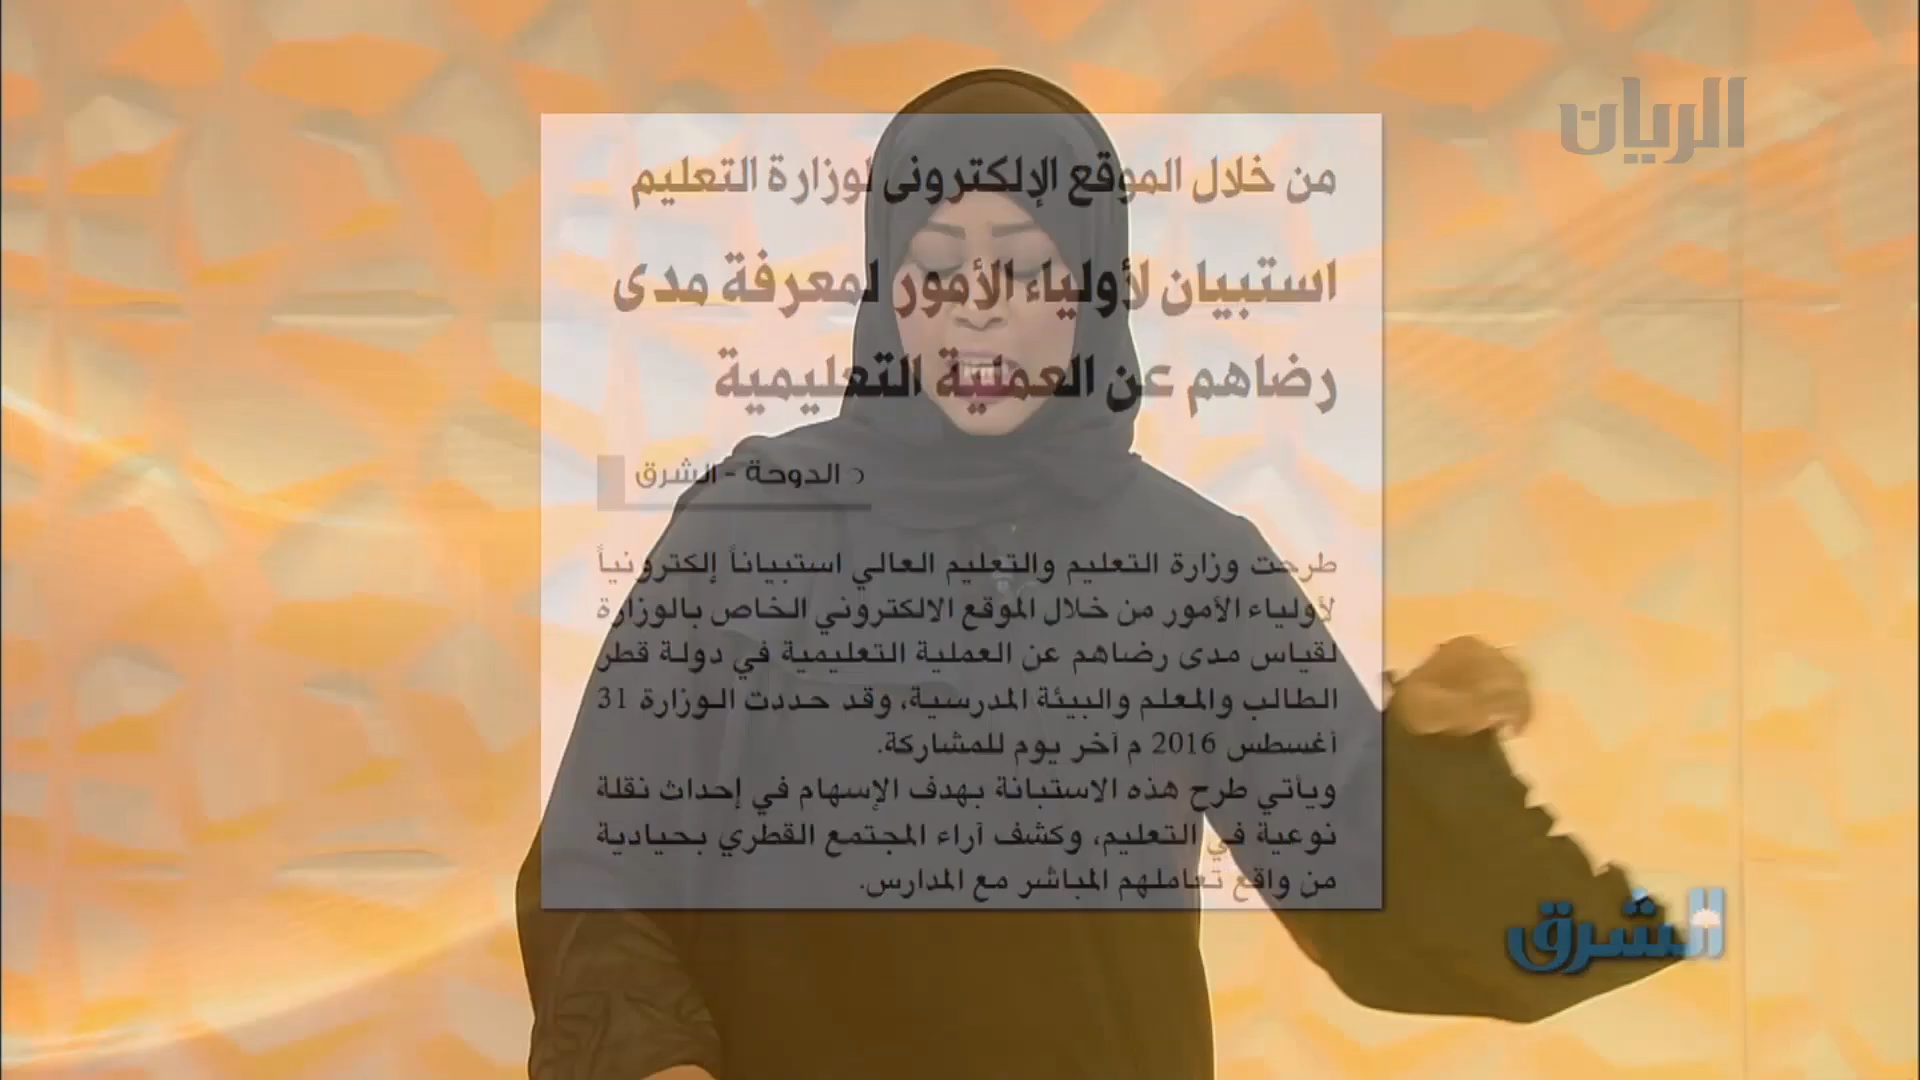 الريان
من خلال الموقع الإلكترونى لوزارة التعليم
استبيان لأولياء الأمور لمعرفة مدى
رضاهم عن العملية التعليمية
الدوحة - الشرق
طرحت وزارة التعليم والتعليم العالي استبياناً إلكترونياً
لأولياء الأمور من خلال الموقع الالكتروني الخاص بالوزارة
لقياس مدى رضاهم عن العملية التعليمية في دولة قطر
الطالب والمعلم والبيئة المدرسية، وقد حددت الوزارة 31
أغسطس 2016 م آخر يوم للمشاركة.
ويأتي طرح هذه الاستبانة بهدف الإسهام في إحداث نقلة
نوعية في التعليم، وكشف آراء المجتمع القطري بحيادية
من واقع تعاملهم المباشر مع المدارس.
الشرق